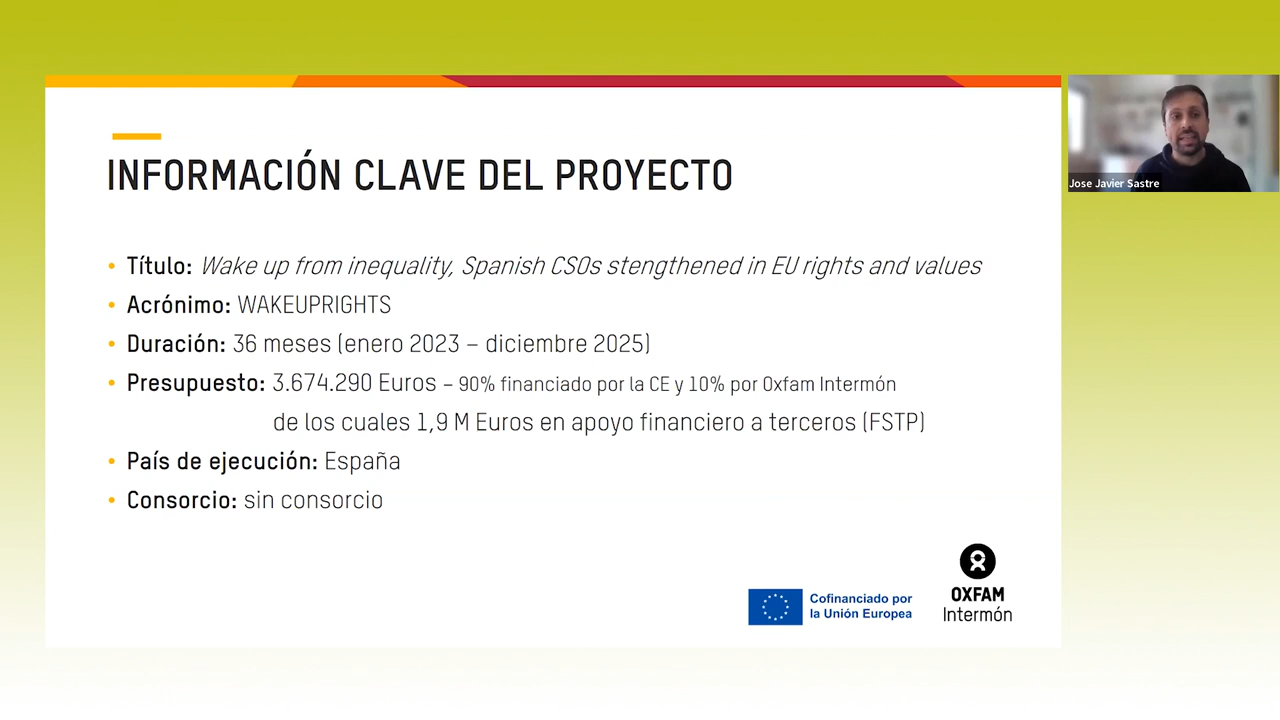 INFORMACIÓN CLAVE DEL PROYECTO
• Título: Wake up from inequality, Spanish CSOs stengthened in EU rights and values
• Acrónimo: WAKEUPRIGHTS
• Duración: 36 meses (enero 2023 – diciembre 2025)
• Presupuesto: 3.674.290 Euros – 90% financiado por la CE y 10% por Oxfam Intermón
de los cuales 1,9 M Euros en apoyo financiero a terceros (FSTP)
• País de ejecución: España
• Consorcio: sin consorcio
Cofinanciado por
la Unión Europea
OXFAM
Intermón
Jose Javier Sastre